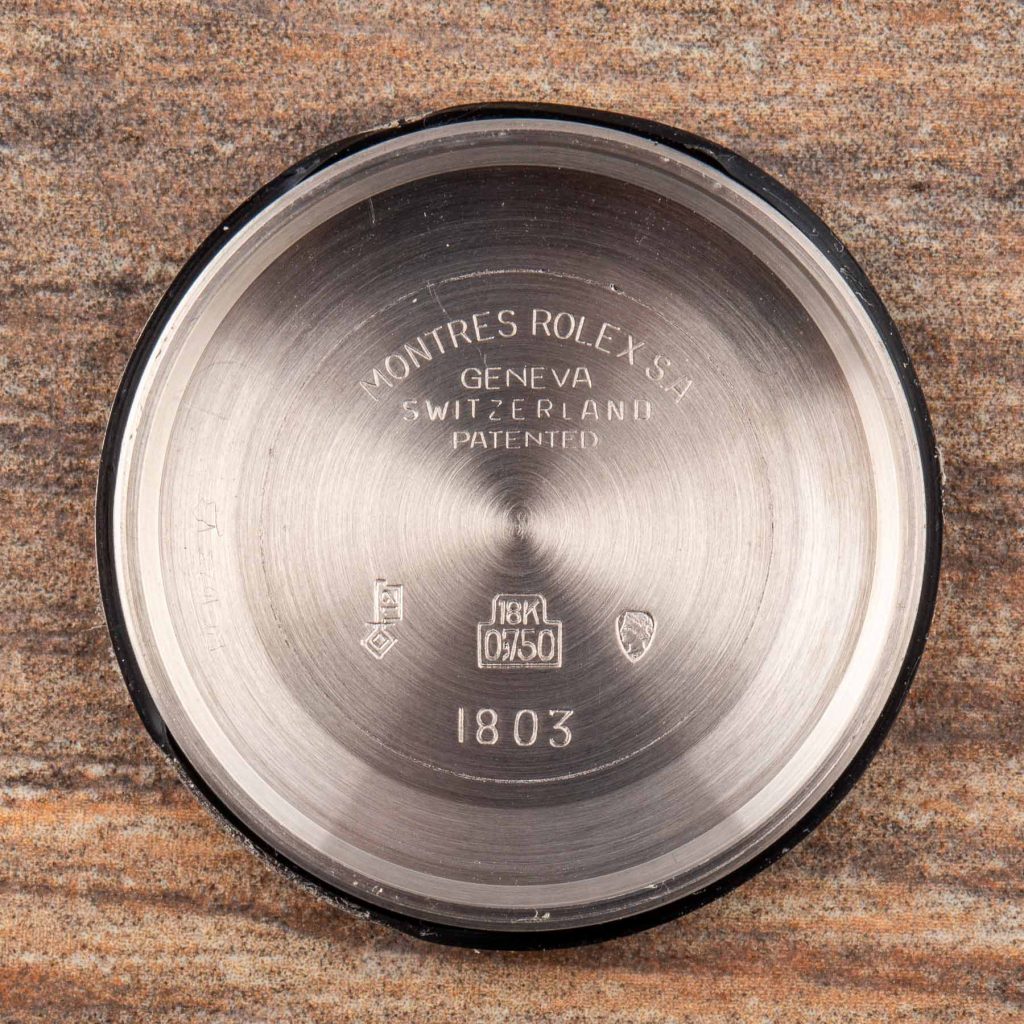 MONTRES ROLEX S.A
GENEVA
SWITZERLAND
PATENTED
18K
0,750
1803